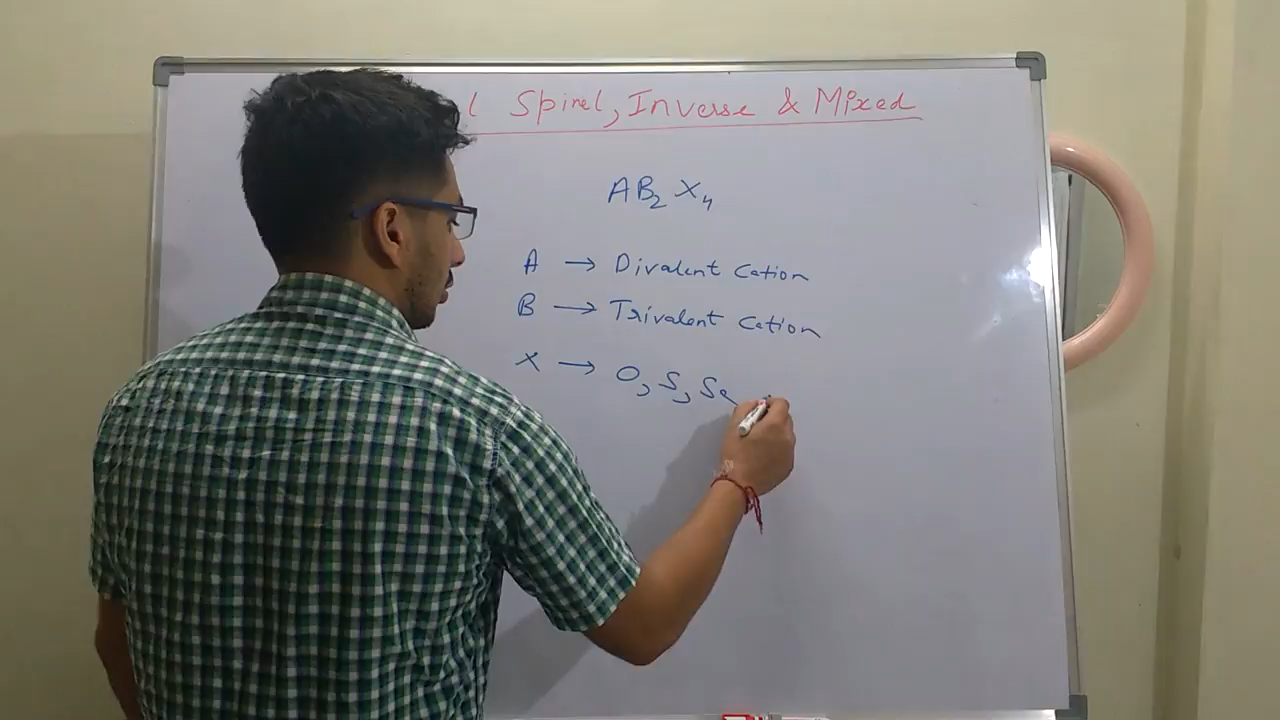 l Spinel, Inverse & Mixed
AB₂X₄
A → Divalent Cation
B → Trivalent Cation
X → O, S, Se